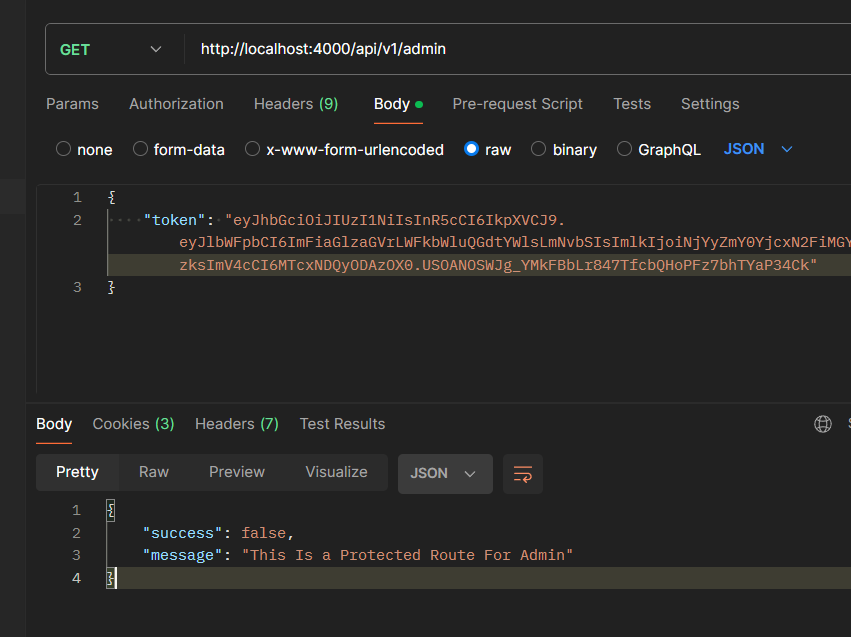 GET http://localhost:4000/api/v1/admin
Params Authorization Headers (9) Body Pre-request Script Tests Settings
none form-data x-www-form-urlencoded raw binary GraphQL JSON
1 {
2 "token": "eyJhbGciOiJIUzI1NiIsInR5cCI6IkpXVCJ9.
eyJlbWFpbCI6ImFiaGlzaGVrLWFkbWluQGdtYWlsLmNvbSIsImlkIjoiNjYyZmY0YjcxN2FiMGY
zksImV4cCI6MTcxNDQyODAzOX0.USOANOSWJg_YMkFBbLr847TfcbQHoPFz7bhTYaP34Ck"
3 }
Body Cookies (3) Headers (7) Test Results
Pretty Raw Preview Visualize JSON
1 {
2 "success": false,
3 "message": "This Is a Protected Route For Admin"
4 }